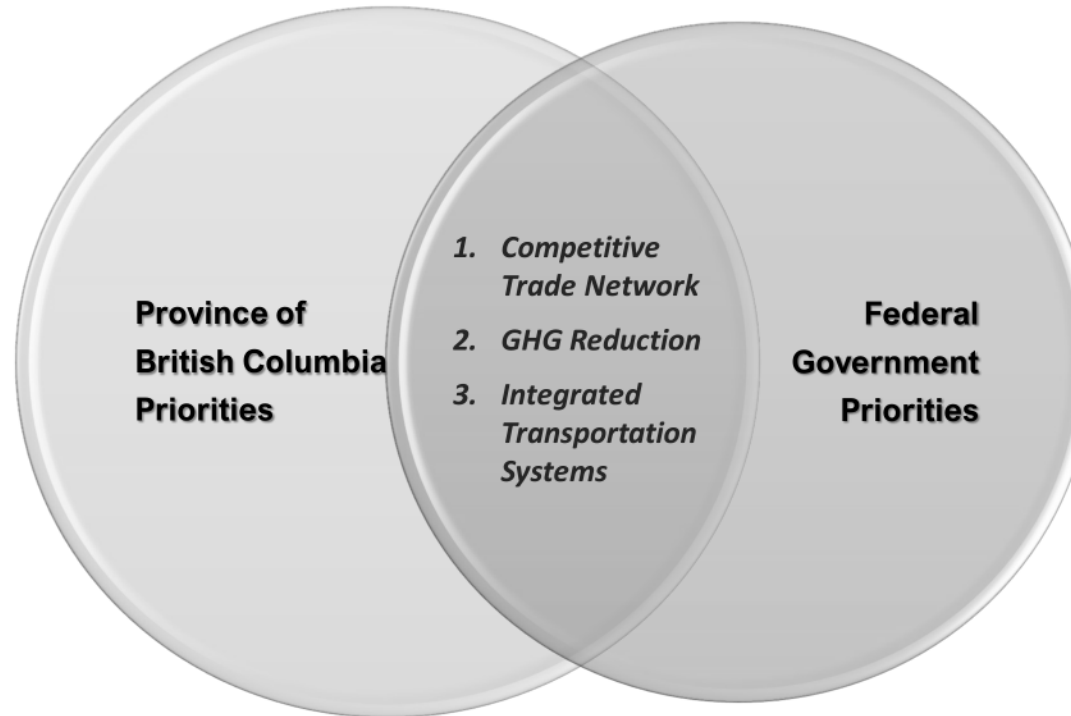 Province of
British Columbia
Priorities
1. Competitive
Trade Network
2. GHG Reduction
3. Integrated
Transportation
Systems
Federal
Government
Priorities